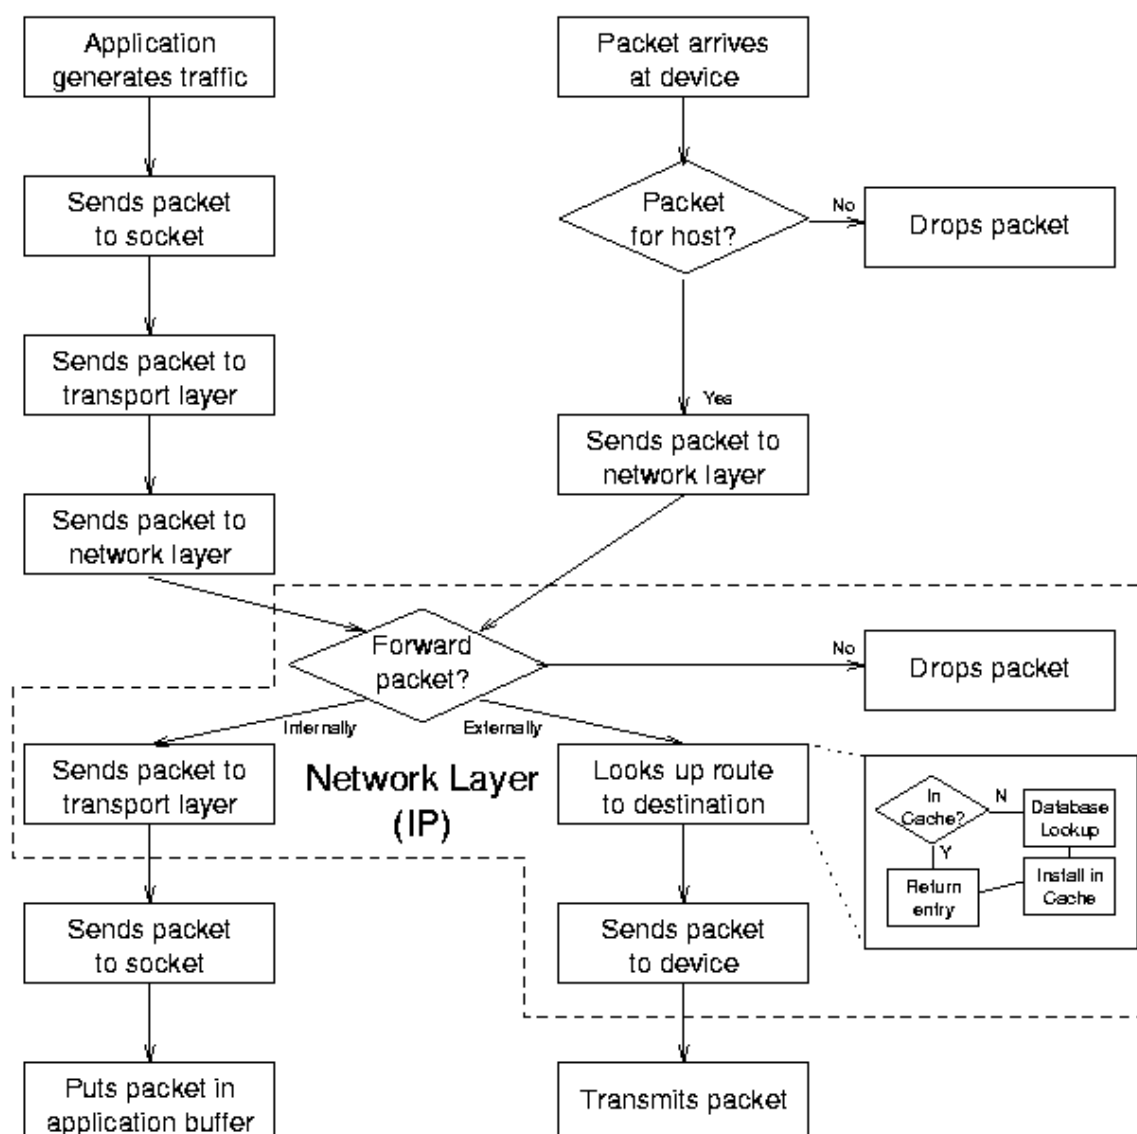 Application
generates traffic
Packet arrives
at device
Sends packet
to socket
Packet
for host?
No
Drops packet
Sends packet to
transport layer
Yes
Sends packet to
network layer
Sends packet to
network layer
Forward
packet?
No
Drops packet
Internally
Externally
Sends packet to
transport layer
Network Layer
(IP)
Looks up route
to destination
In
Cache?
N
Database
Lookup
Y
Return
entry
Install in
Cache
Sends packet
to socket
Sends packet
to device
Puts packet in
application buffer
Transmits packet